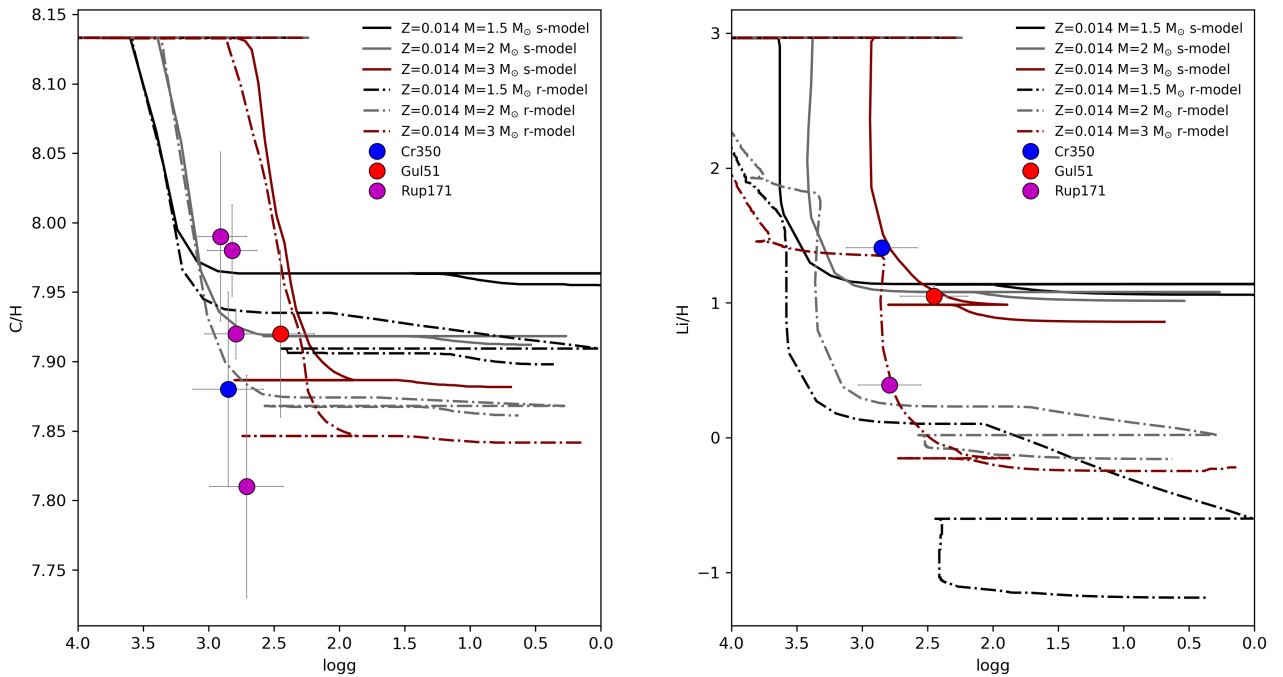 8.15
8.10
8.05
8.00
7.95
7.90
7.85
7.80
7.75
C/H
4.0 3.5 3.0 2.5 2.0 1.5 1.0 0.5 0.0
logg
Z=0.014 M=1.5 M⊙ s-model
Z=0.014 M=2 M⊙ s-model
Z=0.014 M=3 M⊙ s-model
Z=0.014 M=1.5 M⊙ r-model
Z=0.014 M=2 M⊙ r-model
Z=0.014 M=3 M⊙ r-model
Cr350
Gul51
Rup171
3
2
1
0
−1
Li/H
4.0 3.5 3.0 2.5 2.0 1.5 1.0 0.5 0.0
logg
Z=0.014 M=1.5 M⊙ s-model
Z=0.014 M=2 M⊙ s-model
Z=0.014 M=3 M⊙ s-model
Z=0.014 M=1.5 M⊙ r-model
Z=0.014 M=2 M⊙ r-model
Z=0.014 M=3 M⊙ r-model
Cr350
Gul51
Rup171